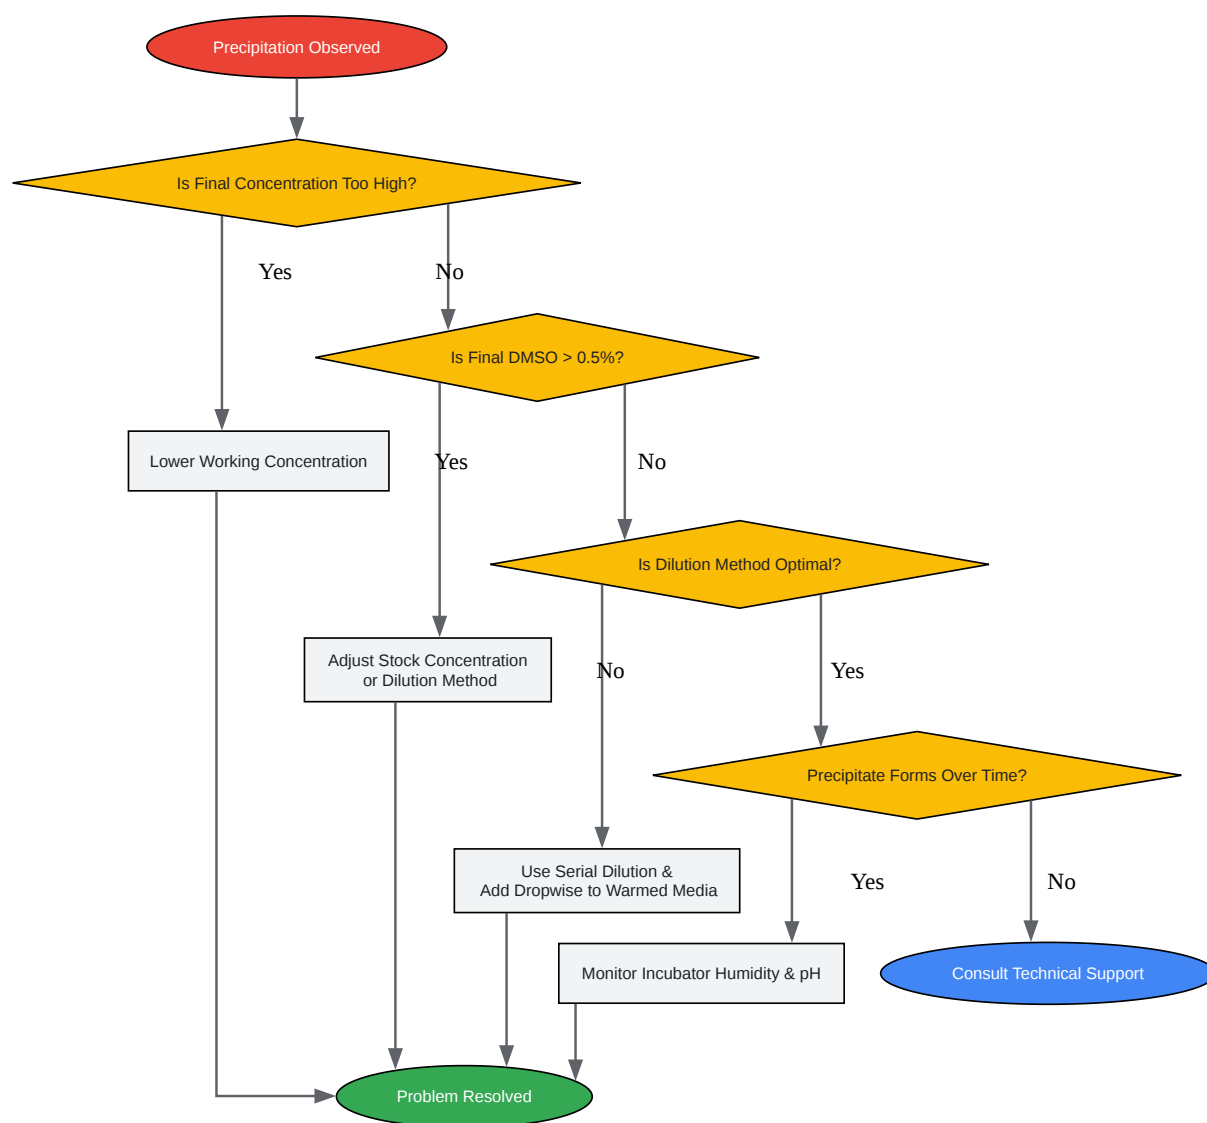 Precipitation Observed
Is Final Concentration Too High?
Yes
No
Is Final DMSO > 0.5%?
Lower Working Concentration
Yes
No
Is Dilution Method Optimal?
Adjust Stock Concentration
or Dilution Method
No
Yes
Precipitate Forms Over Time?
Use Serial Dilution &
Add Dropwise to Warmed Media
Yes
No
Monitor Incubator Humidity & pH
Consult Technical Support
Problem Resolved